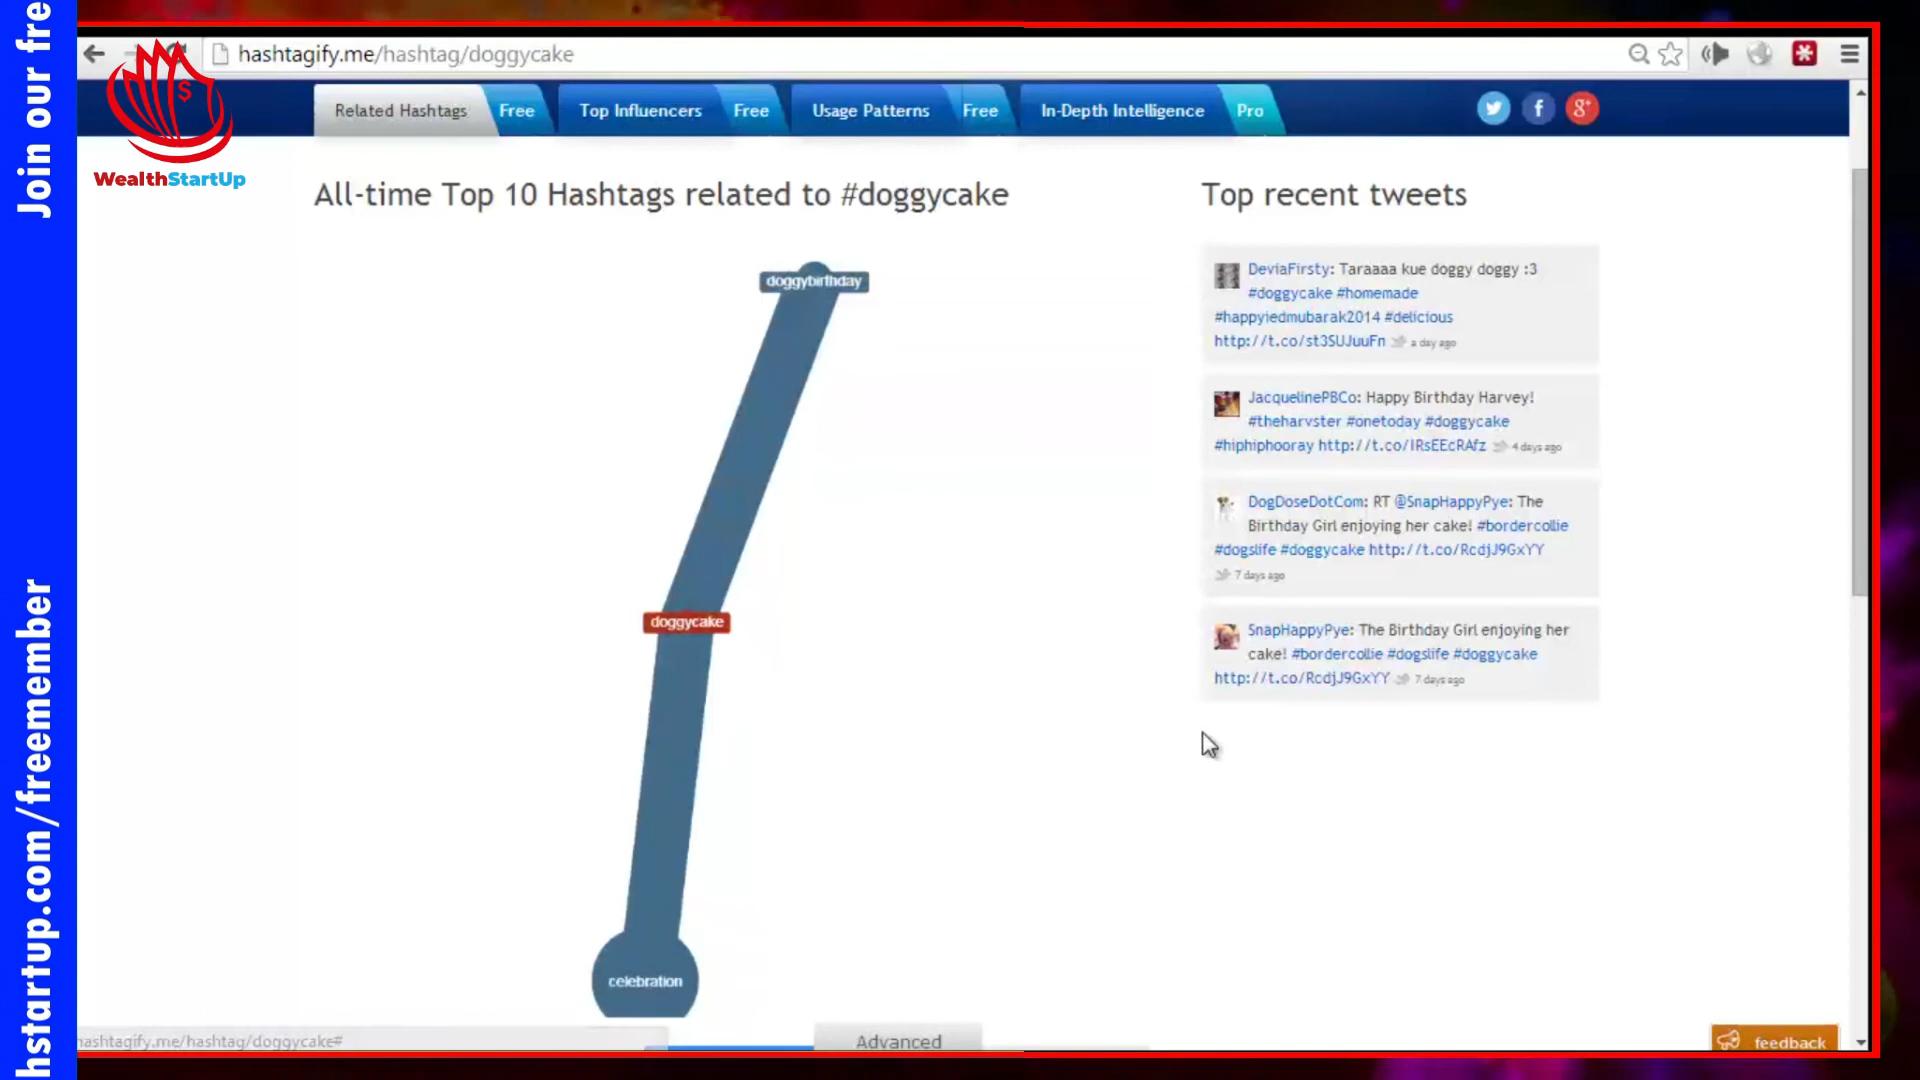 Join our fre
hstartup.com/freemember
WealthStartUp
hashtagify.me/hashtag/doggycake
Related Hashtags Free Top Influencers Free Usage Patterns Free In-Depth Intelligence Pro
All-time Top 10 Hashtags related to #doggycake
doggybirthday
doggycake
celebration
Top recent tweets
DeviaFirsty: Taraaaa kue doggy doggy :3
#doggycake #homemade
#happyiedmubarak2014 #delicious
http://t.co/st3SUJuuFn a day ago
JacquelinePBCo: Happy Birthday Harvey!
#theharvster #onetoday #doggycake
#hiphiphooray http://t.co/IRsEEcRAfz 4 days ago
DogDoseDotCom: RT @SnapHappyPye: The
Birthday Girl enjoying her cake! #bordercollie
#dogslife #doggycake http://t.co/RcdjJ9GxYY
7 days ago
SnapHappyPye: The Birthday Girl enjoying her
cake! #bordercollie #dogslife #doggycake
http://t.co/RcdjJ9GxYY 7 days ago
hashtagify.me/hashtag/doggycake#
Advanced
feedback